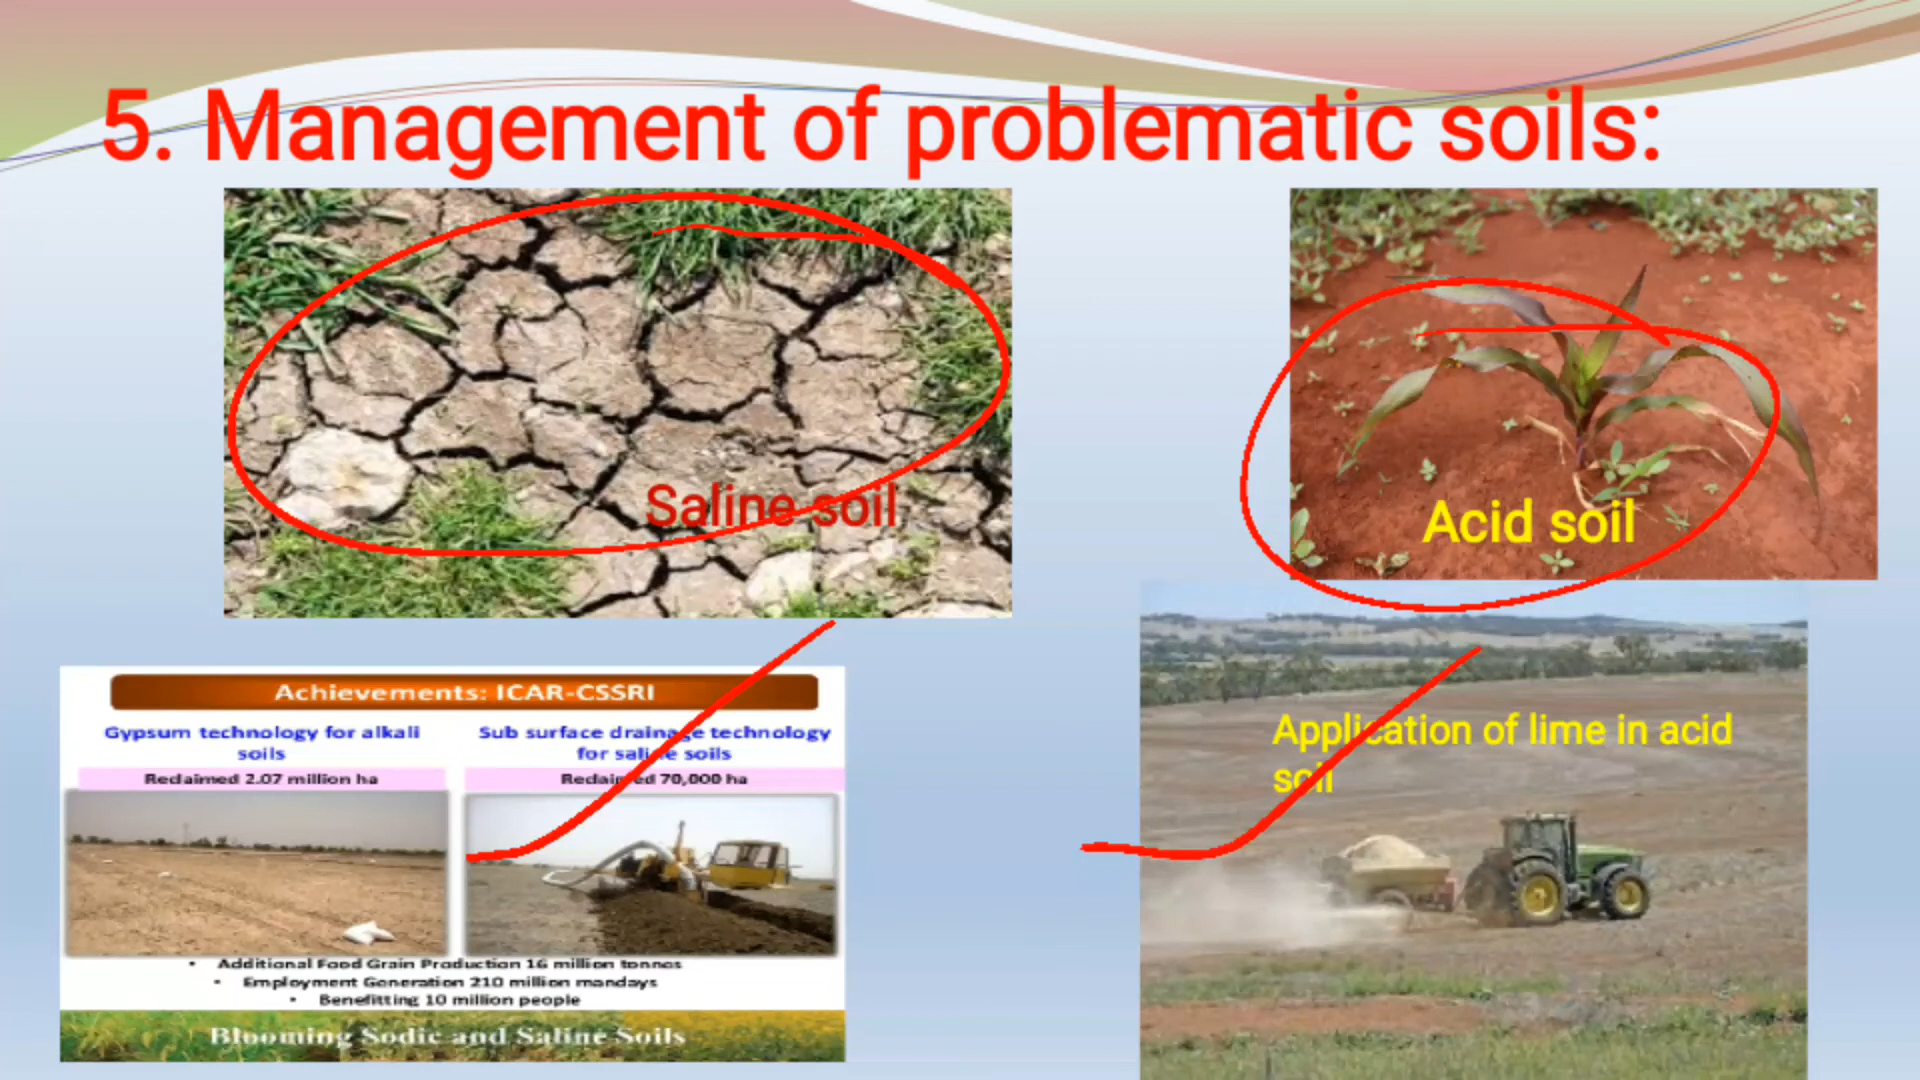 5. Management of problematic soils:
Saline soil
Acid soil
Achievements: ICAR-CSSRI
Gypsum technology for alkali
soils
Sub surface drainage technology
for saline soils
Reclaimed 2.07 million ha
Reclaimed 70,000 ha
• Additional Food Grain Production 16 million tonnes
• Employment Generation 210 million mandays
• Benefitting 10 million people
Blooming Sodic and Saline Soils
Application of lime in acid
soil